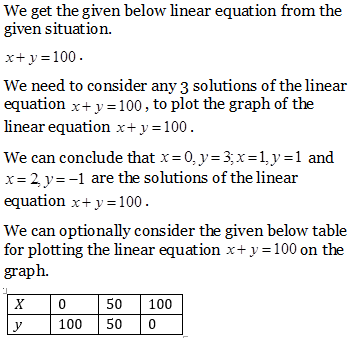 We get the given below linear equation from the
given situation.
x+ y = 100 .
We need to consider any 3 solutions of the linear
equation x+ y = 100 , to plot the graph of the
linear equation x+ y = 100 .
We can conclude that x = 0, y = 3; x = 1, y = 1 and
x = 2, y = −1 are the solutions of the linear
equation x+ y = 100 .
We can optionally consider the given below table
for plotting the linear equation x+ y = 100 on the
graph.
X 0 50 100
y 100 50 0